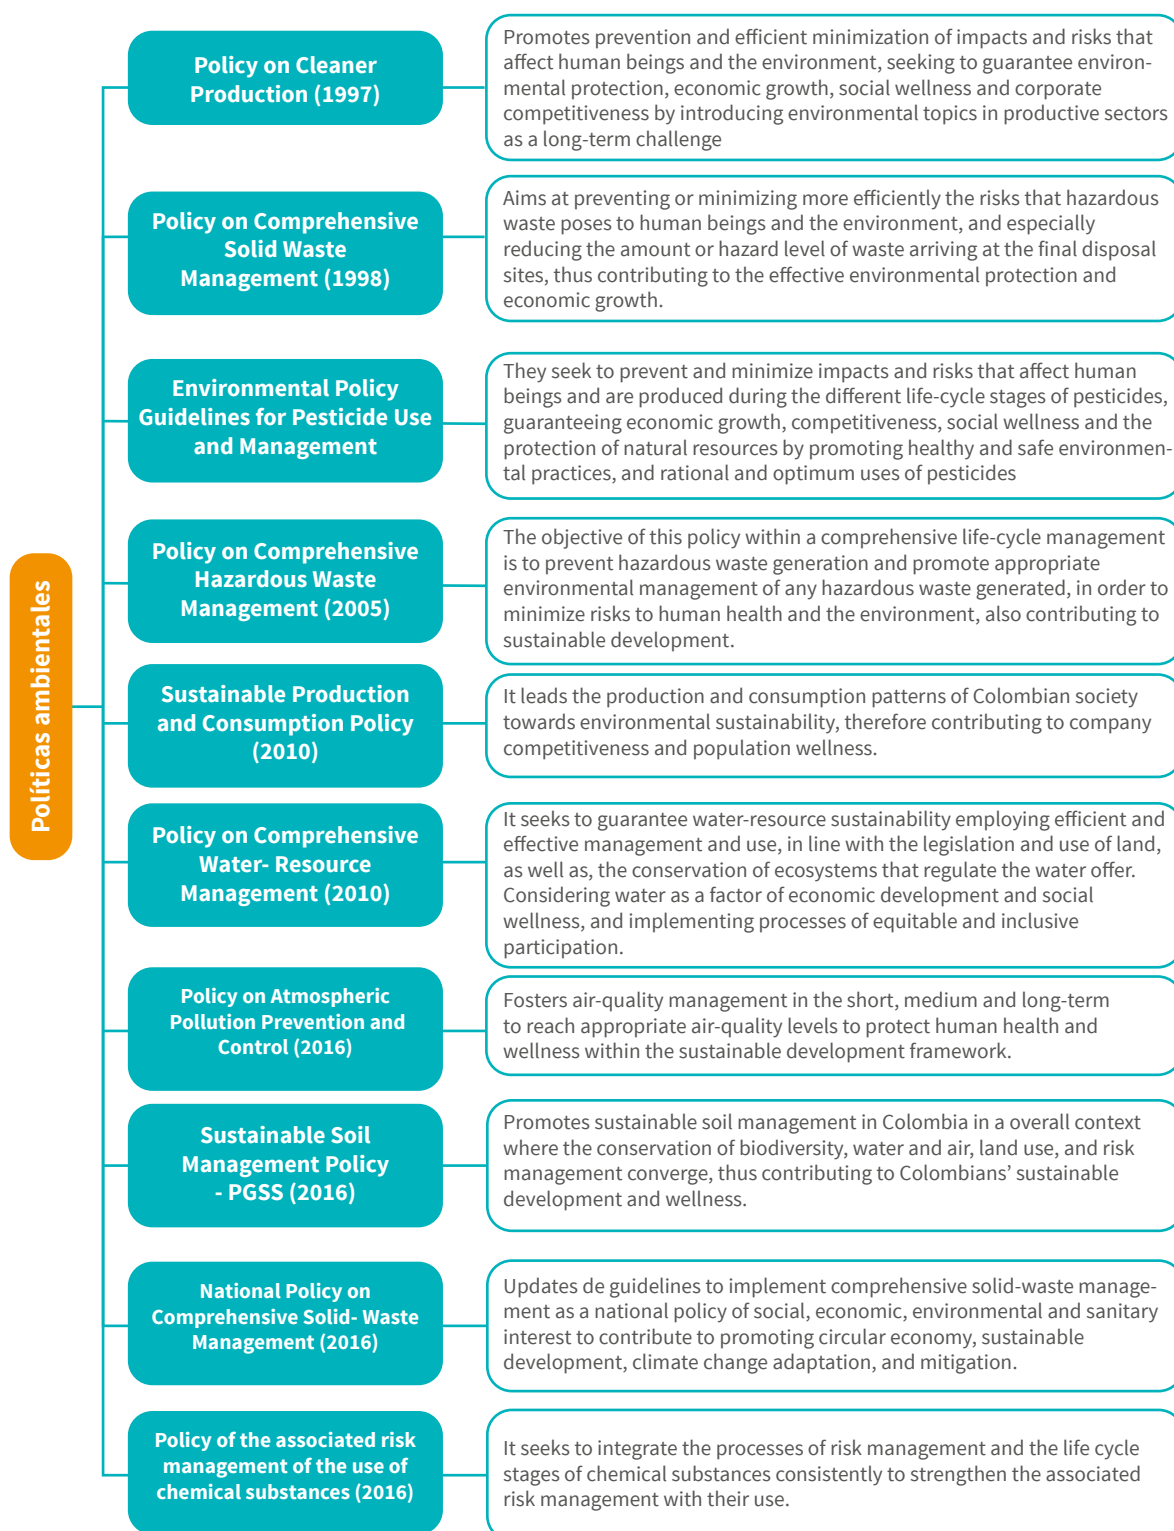 Políticas ambientales
Policy on Cleaner
Production (1997)
Promotes prevention and efficient minimization of impacts and risks that
affect human beings and the environment, seeking to guarantee environ-
mental protection, economic growth, social wellness and corporate
competitiveness by introducing environmental topics in productive sectors
as a long-term challenge
Policy on Comprehensive
Solid Waste
Management (1998)
Aims at preventing or minimizing more efficiently the risks that hazardous
waste poses to human beings and the environment, and especially
reducing the amount or hazard level of waste arriving at the final disposal
sites, thus contributing to the effective environmental protection and
economic growth.
Environmental Policy
Guidelines for Pesticide Use
and Management
They seek to prevent and minimize impacts and risks that affect human
beings and are produced during the different life-cycle stages of pesticides,
guaranteeing economic growth, competitiveness, social wellness and the
protection of natural resources by promoting healthy and safe environmen-
tal practices, and rational and optimum uses of pesticides
Policy on Comprehensive
Hazardous Waste
Management (2005)
The objective of this policy within a comprehensive life-cycle management
is to prevent hazardous waste generation and promote appropriate
environmental management of any hazardous waste generated, in order to
minimize risks to human health and the environment, also contributing to
sustainable development.
Sustainable Production
and Consumption Policy
(2010)
It leads the production and consumption patterns of Colombian society
towards environmental sustainability, therefore contributing to company
competitiveness and population wellness.
Policy on Comprehensive
Water- Resource
Management (2010)
It seeks to guarantee water-resource sustainability employing efficient and
effective management and use, in line with the legislation and use of land,
as well as, the conservation of ecosystems that regulate the water offer.
Considering water as a factor of economic development and social
wellness, and implementing processes of equitable and inclusive
participation.
Policy on Atmospheric
Pollution Prevention and
Control (2016)
Fosters air-quality management in the short, medium and long-term
to reach appropriate air-quality levels to protect human health and
wellness within the sustainable development framework.
Sustainable Soil
Management Policy
- PGSS (2016)
Promotes sustainable soil management in Colombia in a overall context
where the conservation of biodiversity, water and air, land use, and risk
management converge, thus contributing to Colombians' sustainable
development and wellness.
National Policy on
Comprehensive Solid- Waste
Management (2016)
Updates de guidelines to implement comprehensive solid-waste manage-
ment as a national policy of social, economic, environmental and sanitary
interest to contribute to promoting circular economy, sustainable
development, climate change adaptation, and mitigation.
Policy of the associated risk
management of the use of
chemical substances (2016)
It seeks to integrate the processes of risk management and the life cycle
stages of chemical substances consistently to strengthen the associated
risk management with their use.